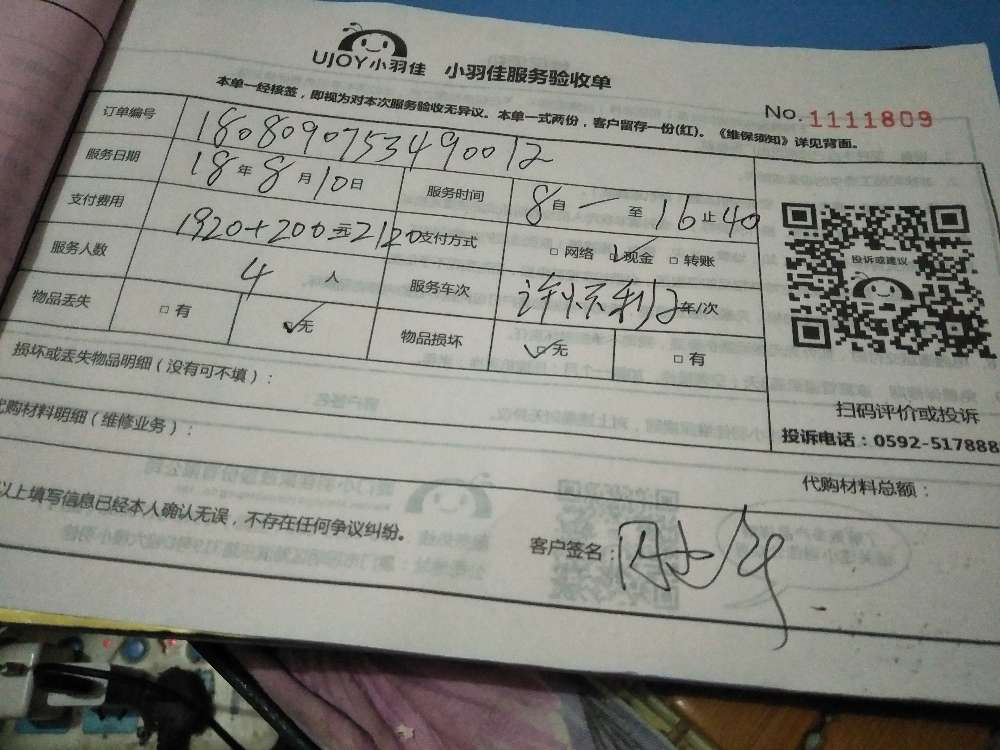 UJOY小羽佳 小羽佳服务验收单
No. 1111809
本单一经核签，即视为对本次服务验收无异议。本单一式两份，客户留存一份(红)。《维保须知》详见背面。
订单编号 1808090753490012
服务日期 18年8月10日 服务时间 8自一至16止40
支付费用 1920+200=2120 支付方式 □网络 ☑现金 □转账
服务人数 4人 服务车次 许怀利2车/次
物品丢失 □有 ☑无 物品损坏 ☑无 □有
投诉或建议
扫码评价或投诉
投诉电话：0592-517888
损坏或丢失物品明细（没有可不填）：
代购材料明细（维修业务）：
代购材料总额：
以上填写信息已经本人确认无误，不存在任何争议纠纷。
客户签名：